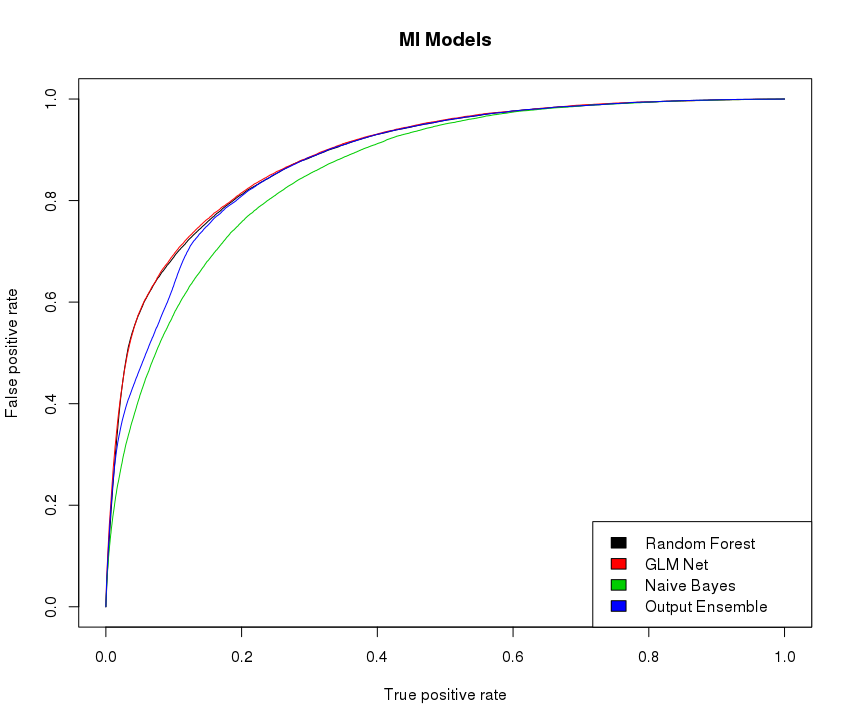 MI Models
1.0
0.8
0.6
0.4
0.2
0.0
False positive rate
Random Forest
GLM Net
Naive Bayes
Output Ensemble
0.0 0.2 0.4 0.6 0.8 1.0
True positive rate